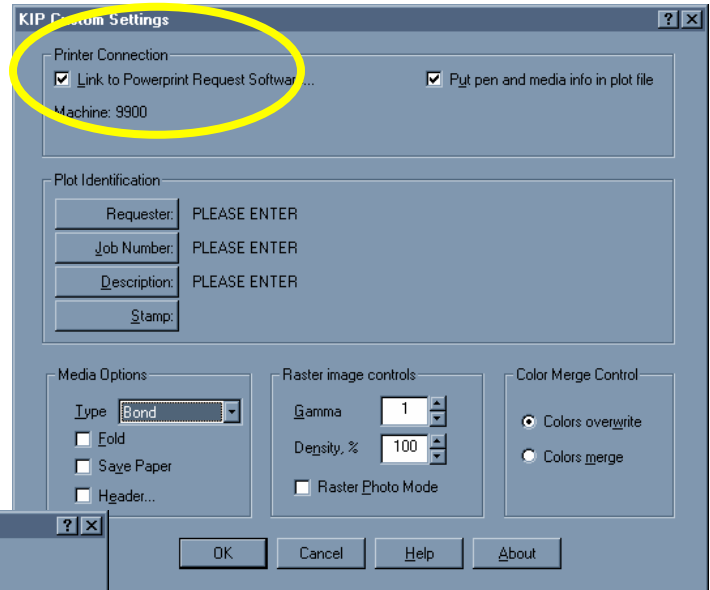 KIP Custom Settings
Printer Connection
Link to Powerprint Request Software...
Put pen and media info in plot file
Machine: 9900
Plot Identification
Requester: PLEASE ENTER
Job Number: PLEASE ENTER
Description: PLEASE ENTER
Stamp:
Media Options
Type Bond
Fold
Save Paper
Header...
Raster image controls
Gamma 1
Density, % 100
Raster Photo Mode
Color Merge Control
Colors overwrite
Colors merge
OK Cancel Help About